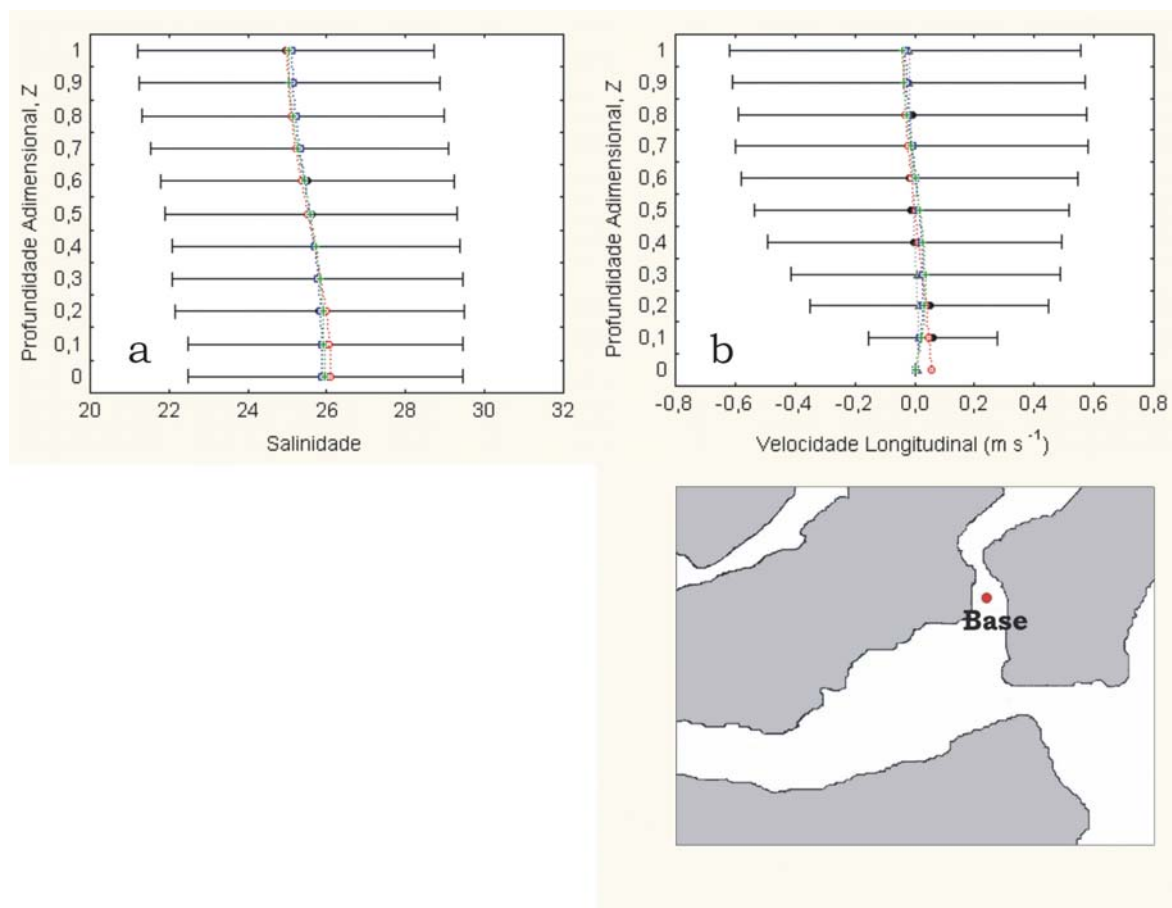 Profundidade Adimensional, Z
1
0,9
0,8
0,7
0,6
0,5
0,4
0,3
0,2
0,1
0
a
20 22 24 26 28 30 32
Salinidade
Profundidade Adimensional, Z
1
0,9
0,8
0,7
0,6
0,5
0,4
0,3
0,2
0,1
0
b
-0,8 -0,6 -0,4 -0,2 0,0 0,2 0,4 0,6 0,8
Velocidade Longitudinal (m s -1)
Base